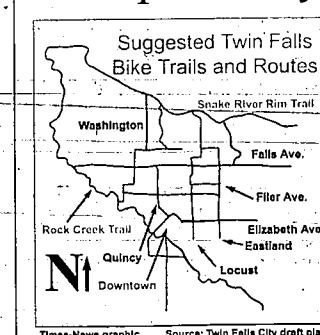 Suggested Twin Falls
Bike Trails and Routes
Snake River Rim Trail
Washington
Falls Ave.
Filer Ave.
Rock Creek Trail
Elizabeth Ave
Eastland
Quincy
Locust
N
Downtown
Times-News graphic
Source: Twin Falls City draft pla